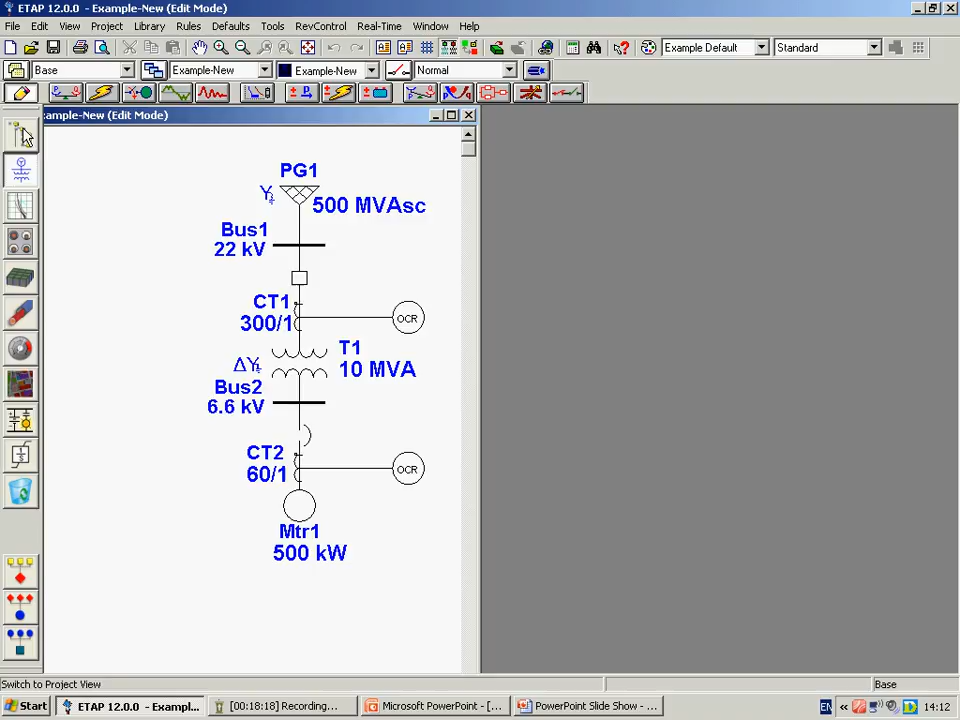 ETAP 12.0.0 - Example-New (Edit Mode)
File Edit View Project Library Rules Defaults Tools RevControl Real-Time Window Help
Example Default Standard
Base Example-New Example-New Normal
Example-New (Edit Mode)
PG1
500 MVAsc
Bus1
22 kV
CT1
300/1
OCR
T1
10 MVA
ΔY
Bus2
6.6 kV
CT2
60/1
OCR
Mtr1
500 kW
Switch to Project View
Base
Start ETAP 12.0.0 - Exampl... [00:18:18] Recording... Microsoft PowerPoint - [... PowerPoint Slide Show - ... EN 14:12